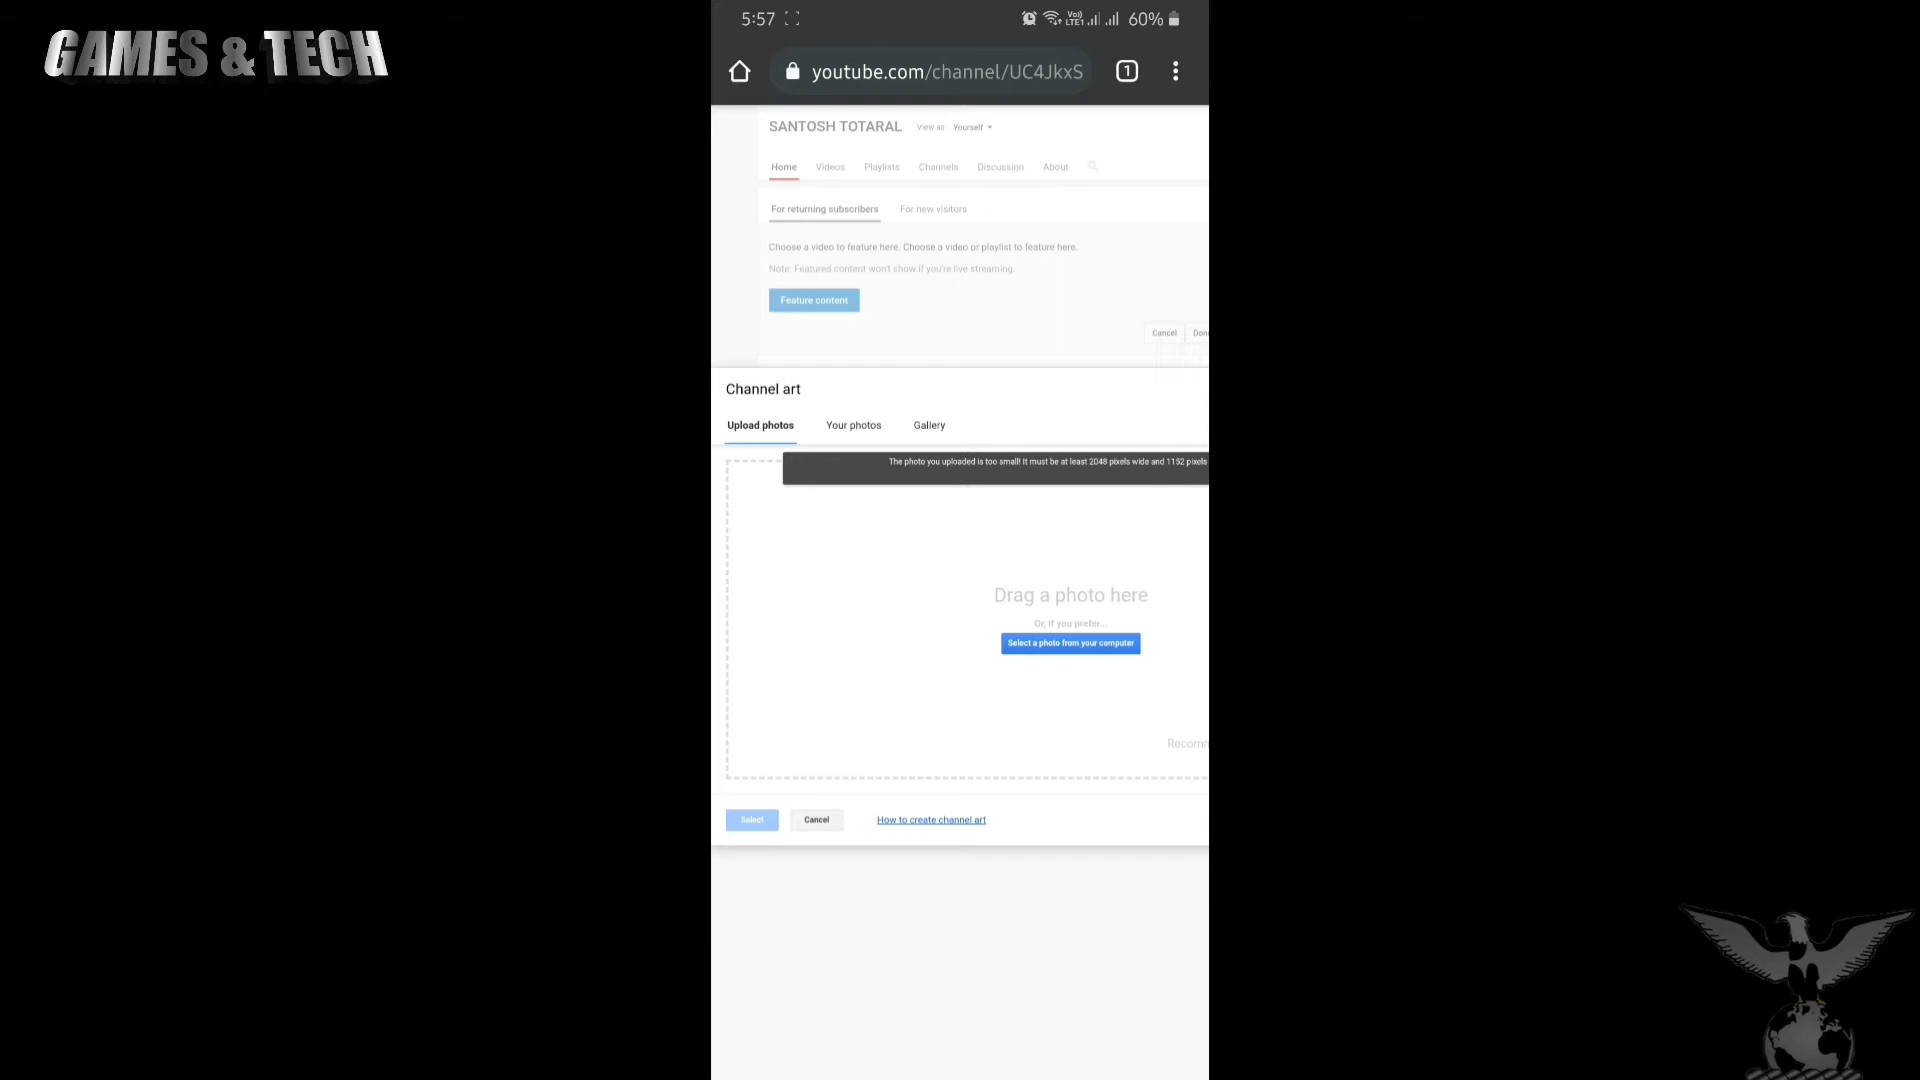 GAMES & TECH
5:57
Vo)) LTE1
60%
youtube.com/channel/UC4JkxS
1
SANTOSH TOTARAL View as: Yourself
Home Videos Playlists Channels Discussion About
For returning subscribers For new visitors
Choose a video to feature here. Choose a video or playlist to feature here.
Note: Featured content won't show if you're live streaming.
Feature content
Cancel Don
Channel art
Upload photos Your photos Gallery
The photo you uploaded is too small! It must be at least 2048 pixels wide and 1152 pixels
Drag a photo here
Or, if you prefer...
Select a photo from your computer
Recomm
Select Cancel How to create channel art